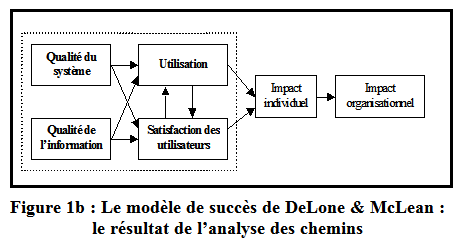 Qualité du
système
Utilisation
Qualité de
l'information
Satisfaction des
utilisateurs
Impact
individuel
Impact
organisationnel
Figure 1b : Le modèle de succès de DeLone & McLean :
le résultat de l'analyse des chemins